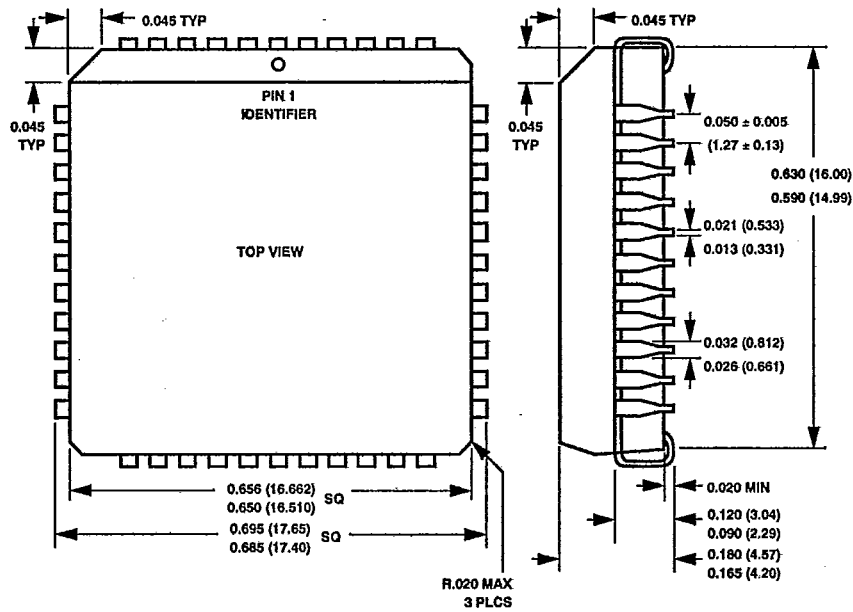 0.045 TYP
0.045
TYP
PIN 1
IDENTIFIER
TOP VIEW
0.656 (16.662)
0.650 (16.510)
SQ
0.695 (17.65)
0.685 (17.40)
SQ
R.020 MAX
3 PLCS
0.045 TYP
0.045
TYP
0.050 ± 0.005
(1.27 ± 0.13)
0.630 (16.00)
0.590 (14.99)
0.021 (0.533)
0.013 (0.331)
0.032 (0.812)
0.026 (0.661)
0.020 MIN
0.120 (3.04)
0.090 (2.29)
0.180 (4.57)
0.165 (4.20)